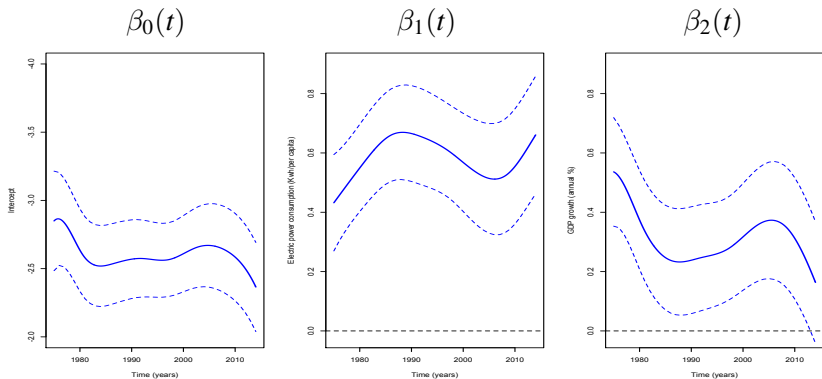 β₀(t)
β₁(t)
β₂(t)
Intercept
-4.0
-3.5
-3.0
-2.5
-2.0
1980 1990 2000 2010
Time (years)
Electric power consumption (Kwh/per capita)
0.8
0.6
0.4
0.2
0.0
1980 1990 2000 2010
Time (years)
GDP growth (annual %)
0.8
0.6
0.4
0.2
0.0
1980 1990 2000 2010
Time (years)